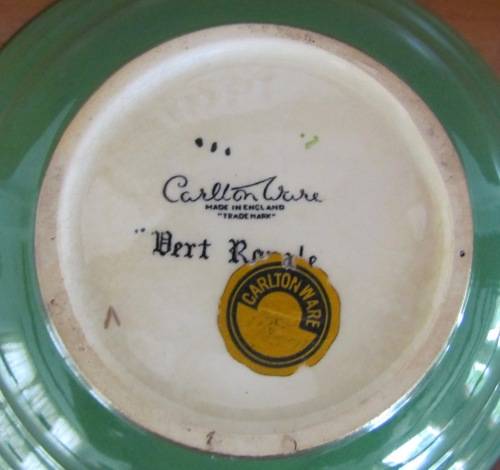 Carlton Ware
MADE IN ENGLAND
"TRADE MARK"
"Vert Royale
CARLTON WARE